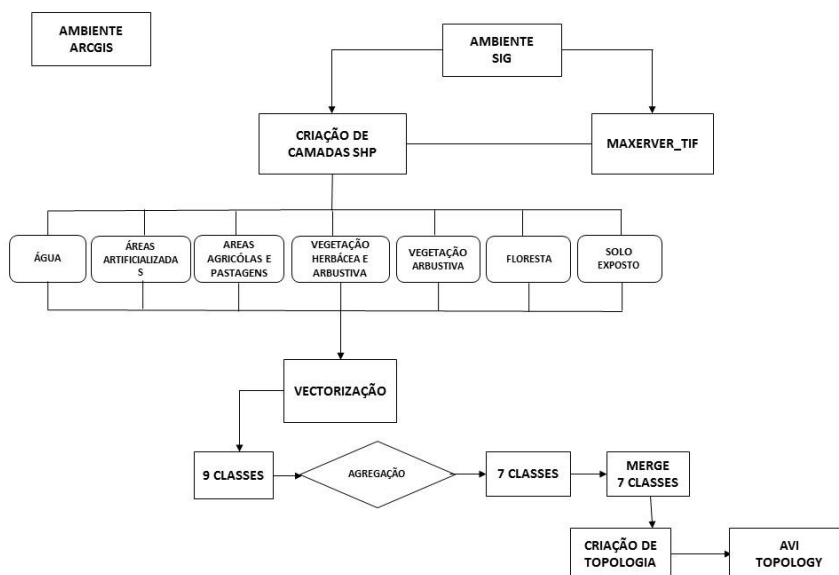 AMBIENTE
ARCGIS
AMBIENTE
SIG
CRIAÇÃO DE
CAMADAS SHP
MAXERVER_TIF
ÁGUA
ÁREAS
ARTIFICIALIZADA
S
AREAS
AGRICÓLAS E
PASTAGENS
VEGETAÇÃO
HERBÁCEA E
ARBUSTIVA
VEGETAÇÃO
ARBUSTIVA
FLORESTA
SOLO
EXPOSTO
VECTORIZAÇÃO
9 CLASSES
AGREGAÇÃO
7 CLASSES
MERGE
7 CLASSES
CRIAÇÃO DE
TOPOLOGIA
AVI
TOPOLOGY